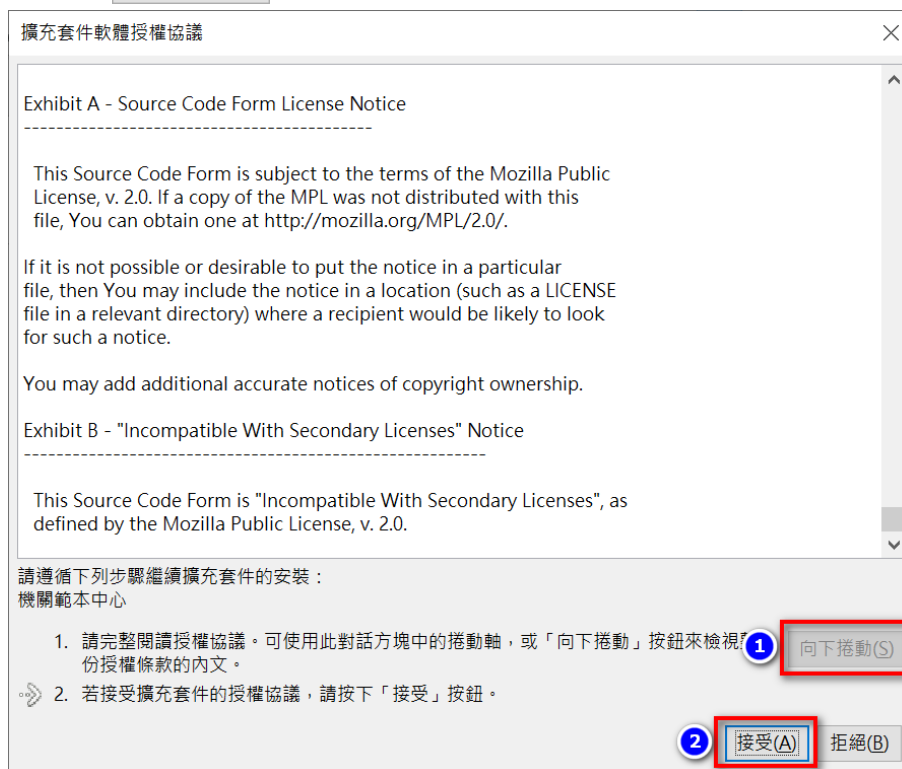 擴充套件軟體授權協議
Exhibit A - Source Code Form License Notice
-------------------------------------------
This Source Code Form is subject to the terms of the Mozilla Public
License, v. 2.0. If a copy of the MPL was not distributed with this
file, You can obtain one at http://mozilla.org/MPL/2.0/.
If it is not possible or desirable to put the notice in a particular
file, then You may include the notice in a location (such as a LICENSE
file in a relevant directory) where a recipient would be likely to look
for such a notice.
You may add additional accurate notices of copyright ownership.
Exhibit B - "Incompatible With Secondary Licenses" Notice
---------------------------------------------------------
This Source Code Form is "Incompatible With Secondary Licenses", as
defined by the Mozilla Public License, v. 2.0.
請遵循下列步驟繼續擴充套件的安裝：
機關範本中心
1. 請完整閱讀授權協議。可使用此對話方塊中的捲動軸，或「向下捲動」按鈕來檢視
份授權條款的內文。
1 向下捲動(S)
2. 若接受擴充套件的授權協議，請按下「接受」按鈕。
2 接受(A) 拒絕(B)